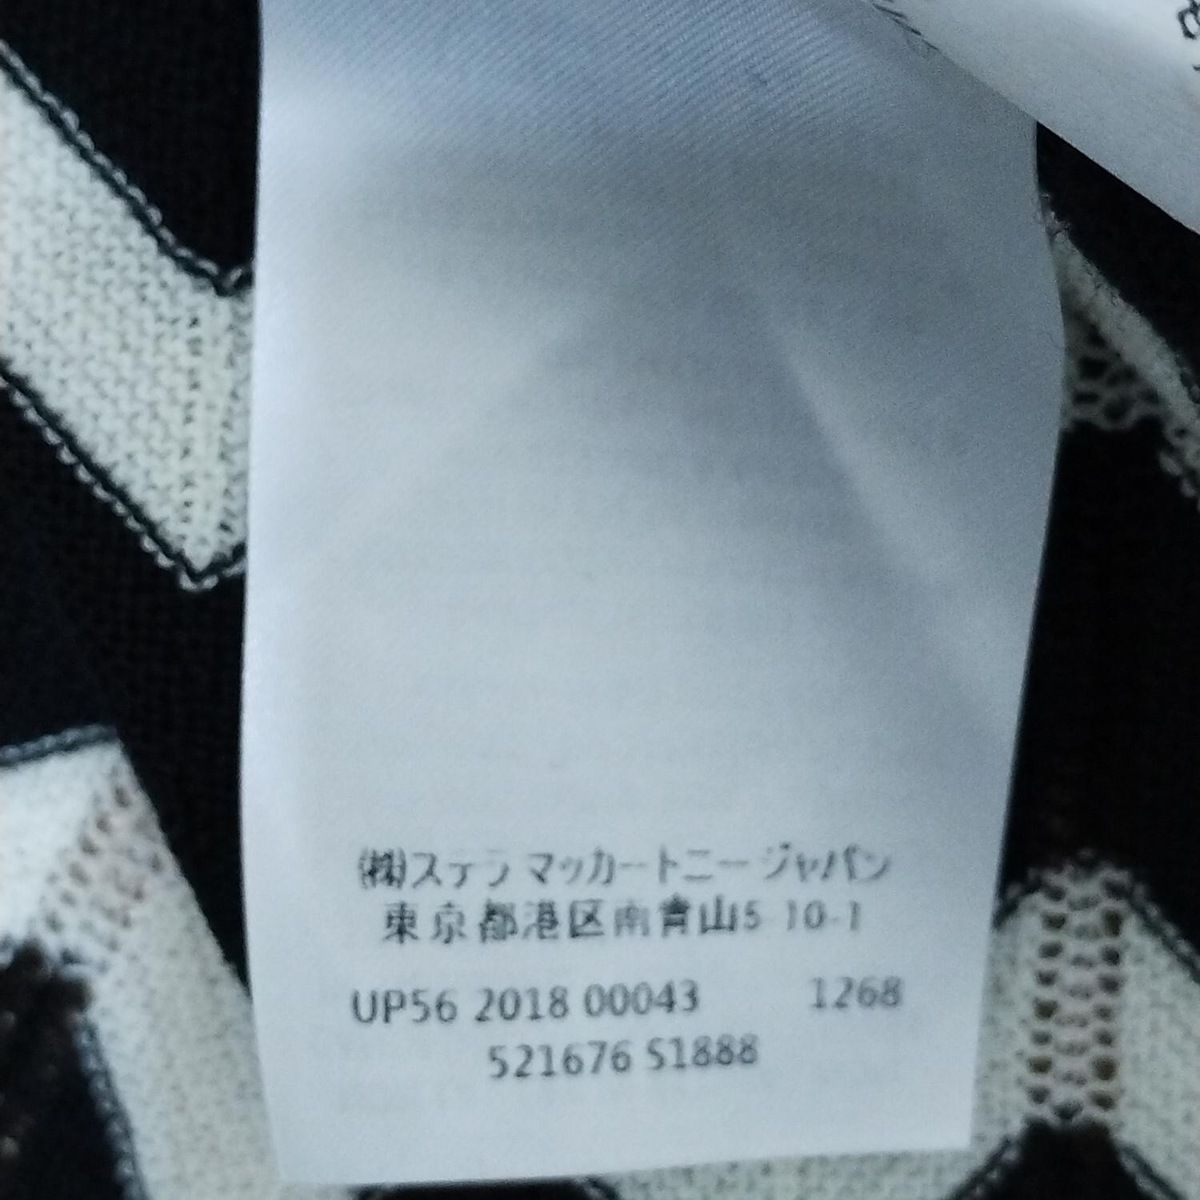 (株)ステラ マッカートニー ジャパン
東京都港区南青山5-10-1
UP56 2018 00043 1268
521676 S1888